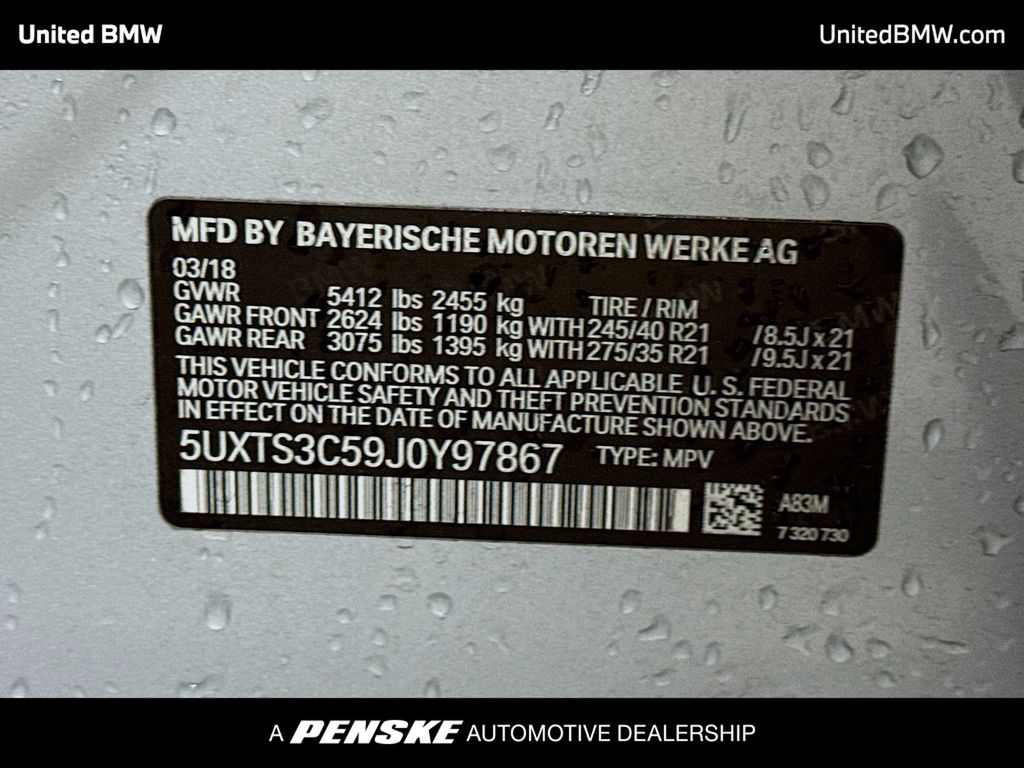 United BMW
UnitedBMW.com
MFD BY BAYERISCHE MOTOREN WERKE AG
03/18
GVWR 5412 lbs 2455 kg TIRE / RIM
GAWR FRONT 2624 lbs 1190 kg WITH 245/40 R21 /8.5J x 21
GAWR REAR 3075 lbs 1395 kg WITH 275/35 R21 /9.5J x 21
THIS VEHICLE CONFORMS TO ALL APPLICABLE U. S. FEDERAL
MOTOR VEHICLE SAFETY AND THEFT PREVENTION STANDARDS
IN EFFECT ON THE DATE OF MANUFACTURE SHOWN ABOVE.
5UXTS3C59J0Y97867 TYPE: MPV
A83M
7 320 730
A PENSKE AUTOMOTIVE DEALERSHIP